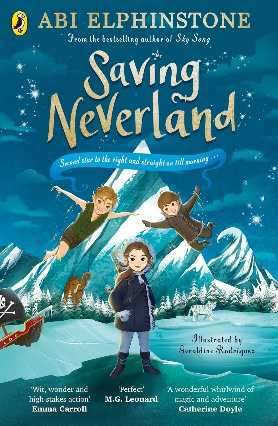 ABI ELPHINSTONE
From the bestselling author of Sky Song
Saving
Neverland
Second star to the right and straight on till morning . . .
Illustrated by
Geraldine Rodríguez
'Wit, wonder and
high stakes action'
Emma Carroll
'Perfect'
M.G. Leonard
'A wonderful whirlwind of
magic and adventure'
Catherine Doyle